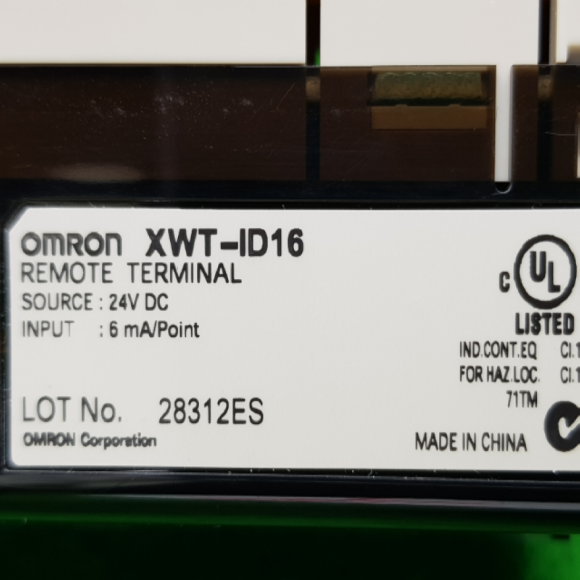 OMRON XWT-ID16
REMOTE TERMINAL
SOURCE : 24V DC
INPUT : 6 mA/Point
LOT No. 28312ES
OMRON Corporation
C UL
LISTED
IND.CONT.EQ Cl.1
FOR HAZ.LOC. Cl.1
71TM
MADE IN CHINA